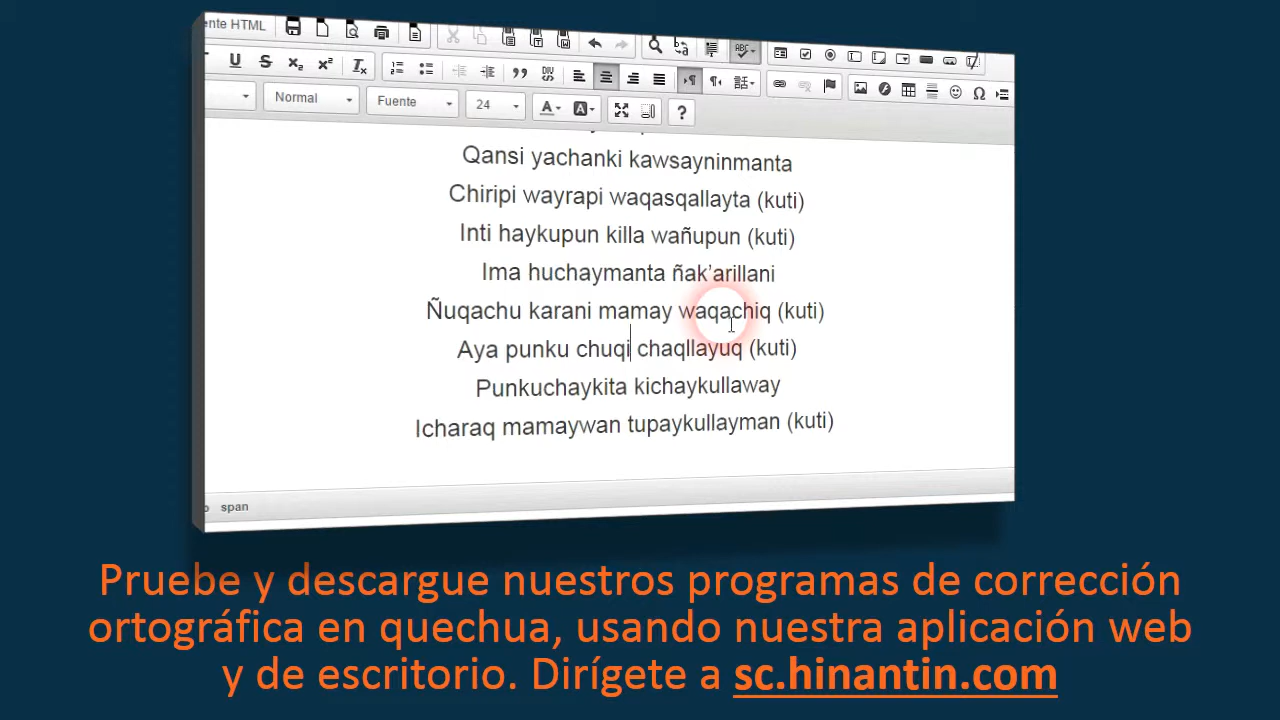 ente HTML
Normal Fuente 24
Qansi yachanki kawsayninmanta
Chiripi wayrapi waqasqallayta (kuti)
Inti haykupun killa wañupun (kuti)
Ima huchaymanta ñak'arillani
Ñuqachu karani mamay waqachiq (kuti)
Aya punku chuqi chaqllayuq (kuti)
Punkuchaykita kichaykullaway
Icharaq mamaywan tupaykullayman (kuti)
span
Pruebe y descargue nuestros programas de corrección
ortográfica en quechua, usando nuestra aplicación web
y de escritorio. Dirígete a sc.hinantin.com